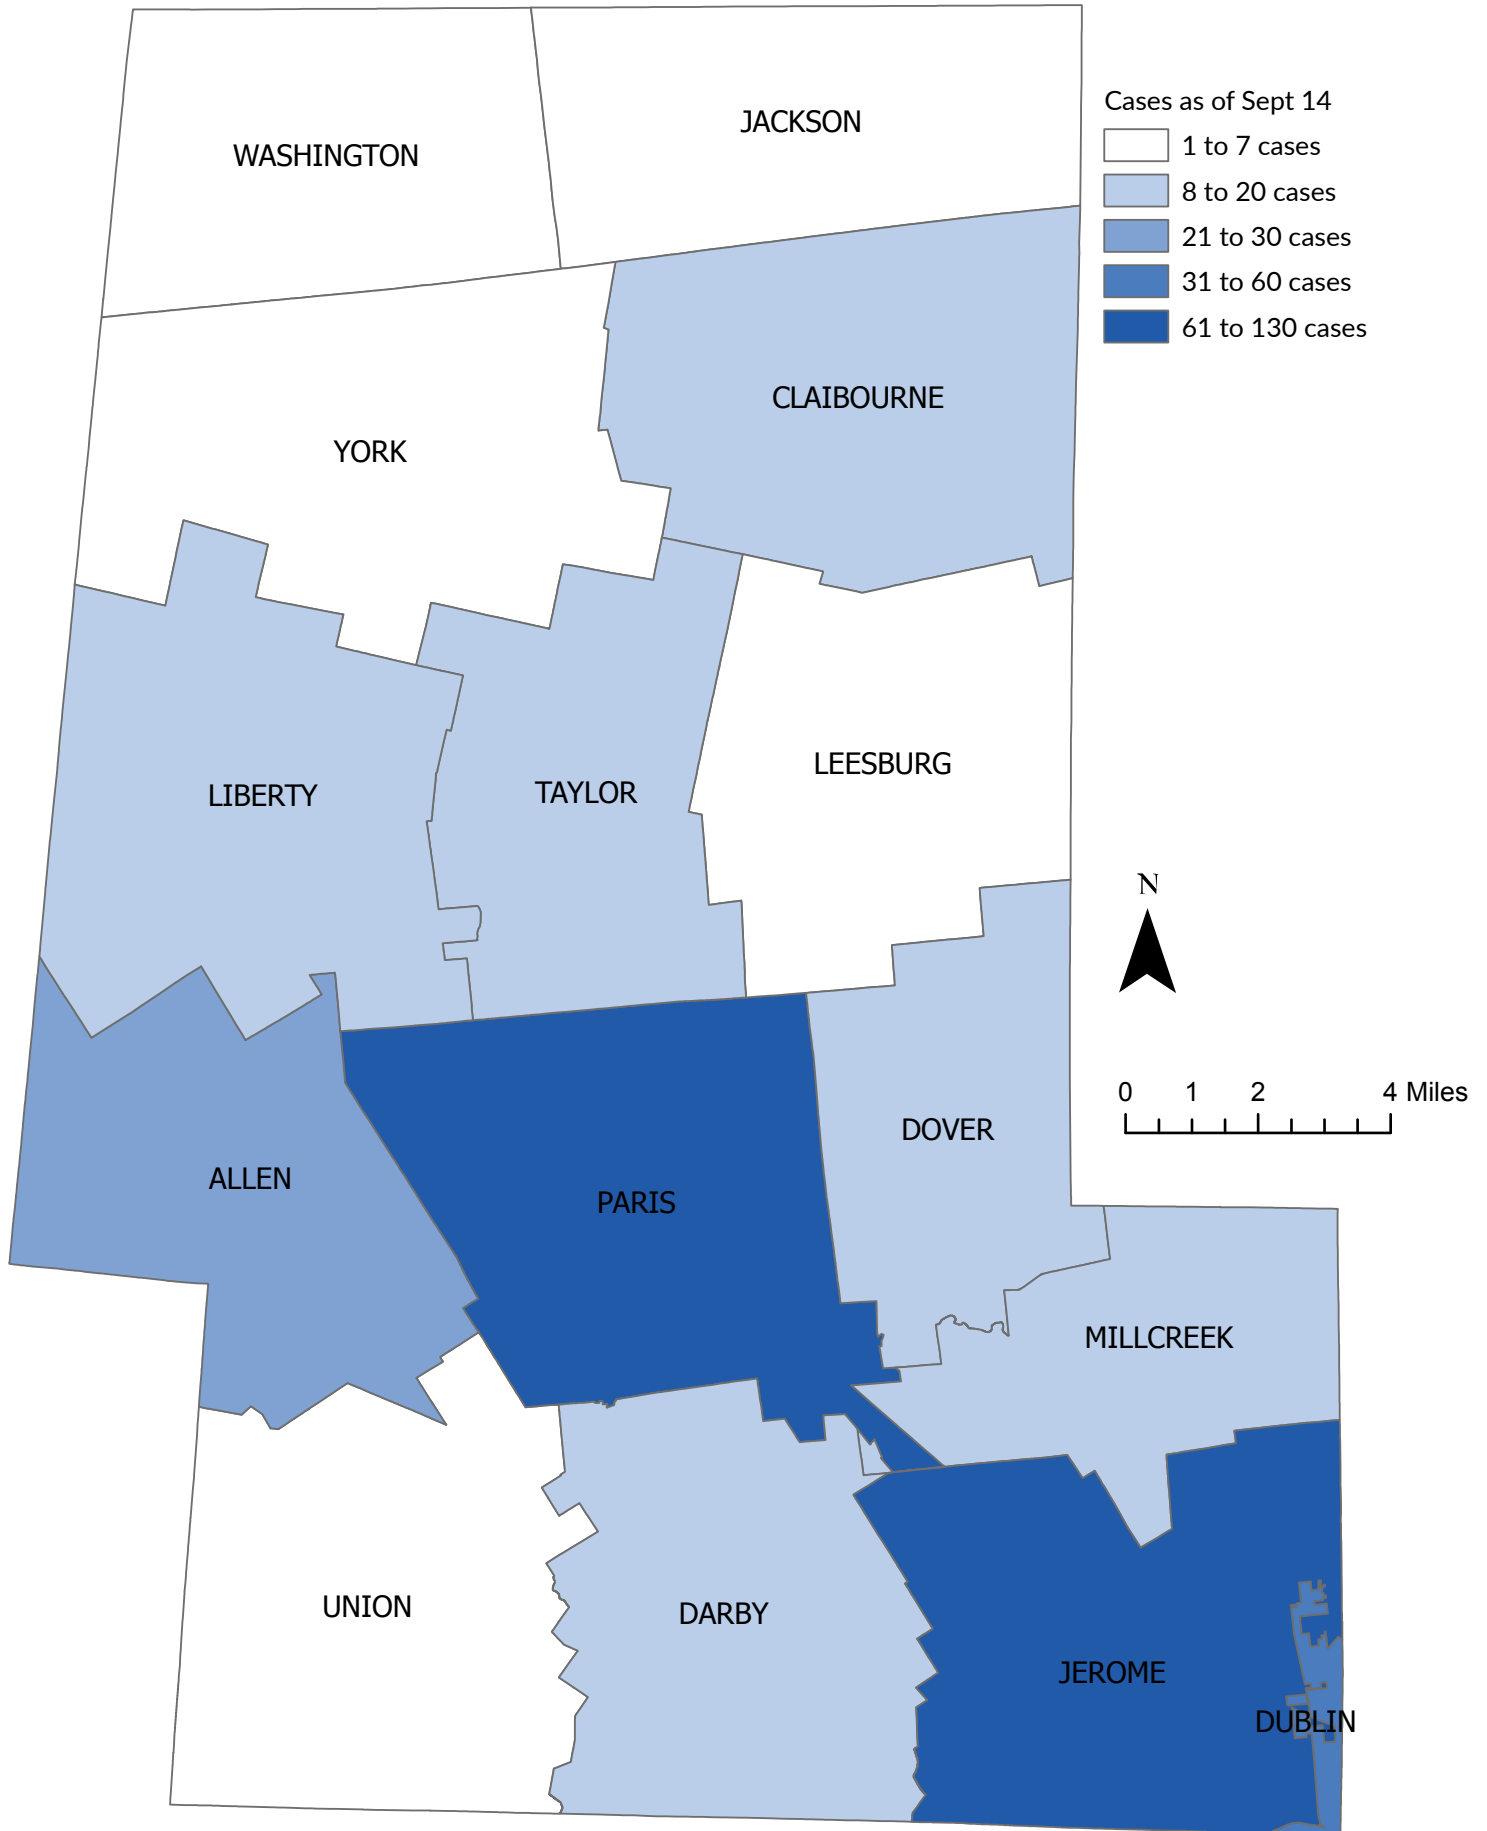 JACKSON
WASHINGTON
Cases as of Sept 14
1 to 7 cases
8 to 20 cases
21 to 30 cases
31 to 60 cases
61 to 130 cases
CLAIBOURNE
YORK
LEESBURG
LIBERTY
TAYLOR
N
0 1 2 4 Miles
DOVER
ALLEN
PARIS
MILLCREEK
UNION
DARBY
JEROME
DUBLIN